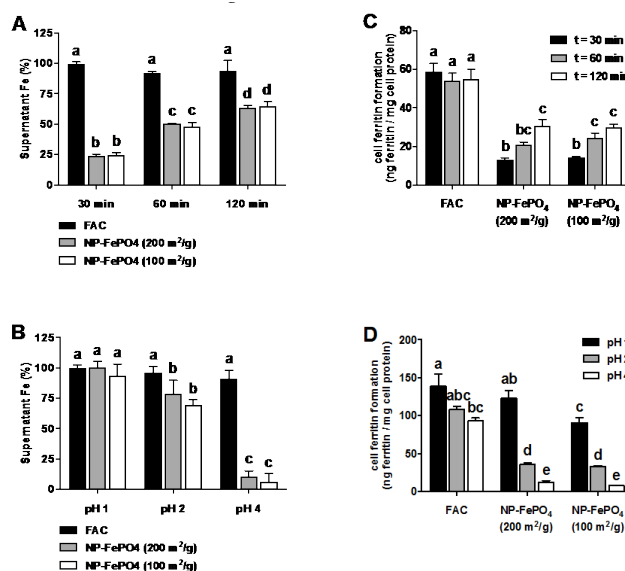 A
Supernatant Fe (%)
125
100
75
50
25
0
a
b b
a
c c
a
d d
30 min 60 min 120 min
FAC
NP-FePO4 (200 m²/g)
NP-FePO4 (100 m²/g)
C
cell ferritin formation
(ng ferritin / mg cell protein)
80
60
40
20
0
t = 30 min
t = 60 min
t = 120 min
a a a
b bc c
b c c
FAC NP-FePO₄ NP-FePO₄
(200 m²/g) (100 m²/g)
B
Supernatant Fe (%)
125
100
75
50
25
0
a a a
a b b
a c c
pH 1 pH 2 pH 4
FAC
NP-FePO4 (200 m²/g)
NP-FePO4 (100 m²/g)
D
cell ferritin formation
(ng ferritin / mg cell protein)
200
150
100
50
0
pH
pH
pH
a abc bc
ab d e
c d e
FAC NP-FePO₄ NP-FePO₄
(200 m²/g) (100 m²/g)